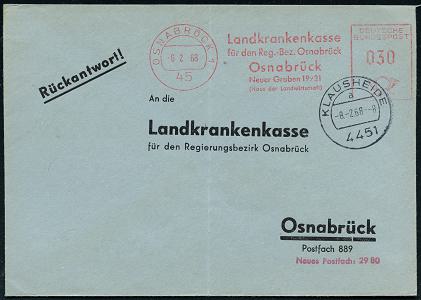 OSNABRÜCK 1
-6 2 68
45
Landkrankenkasse
für den Reg.-Bez. Osnabrück
Osnabrück
Neuer Graben 19/21
(Haus der Landwirtschaft)
DEUTSCHE
BUNDESPOST
030
Rückantwort!
KLAUSHEIDE
a
-8.-2.68.--8
4451
An die
Landkrankenkasse
für den Regierungsbezirk Osnabrück
Osnabrück
Postfach 889
Neues Postfach: 29 80